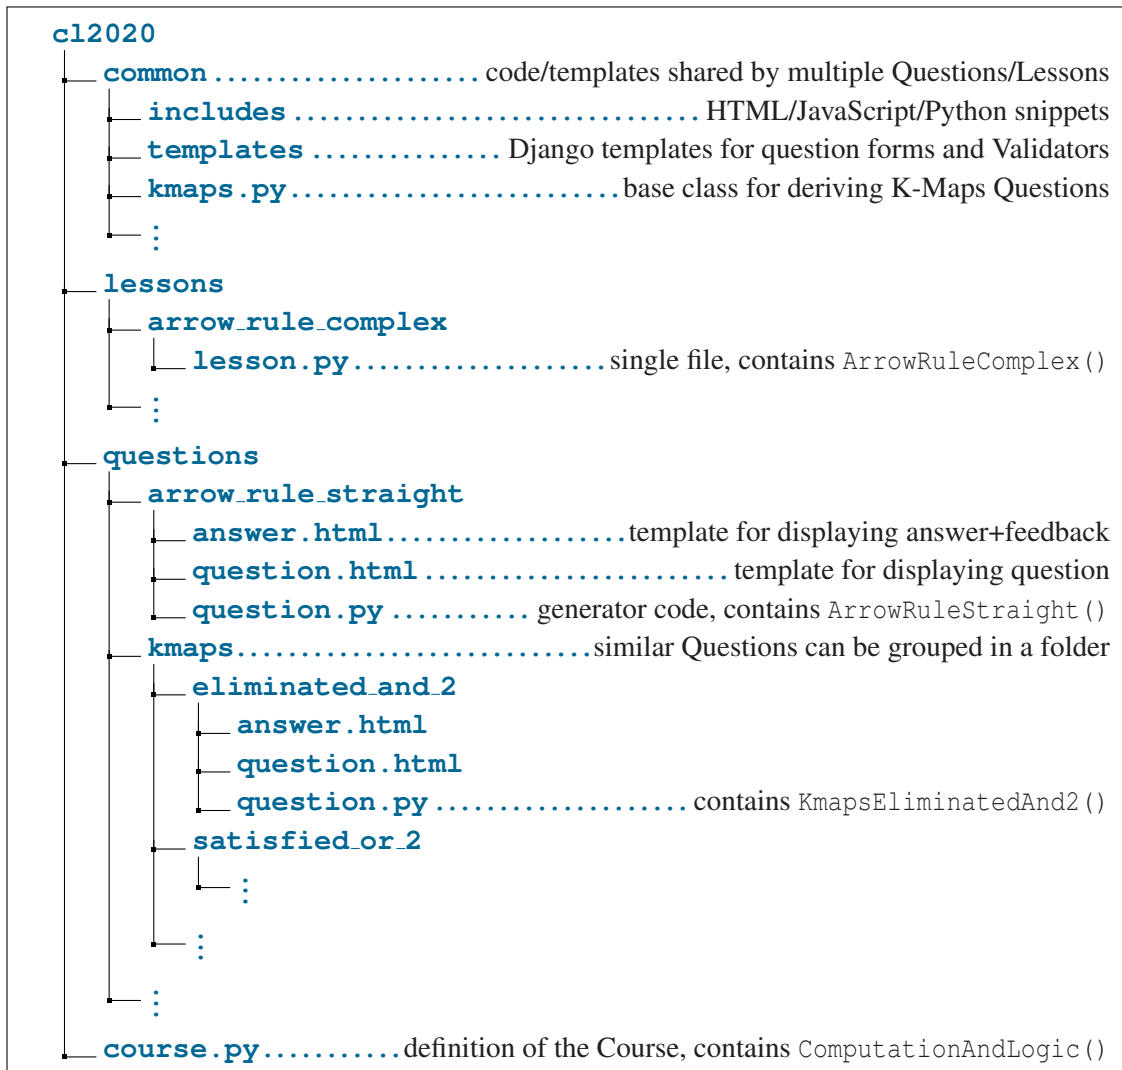 cl2020
common ..................... code/templates shared by multiple Questions/Lessons
includes ................................ HTML/JavaScript/Python snippets
templates ............... Django templates for question forms and Validators
kmaps.py .......................... base class for deriving K-Maps Questions
⋮
lessons
arrow_rule_complex
lesson.py .................... single file, contains ArrowRuleComplex()
⋮
questions
arrow_rule_straight
answer.html ................... template for displaying answer+feedback
question.html ........................ template for displaying question
question.py ........... generator code, contains ArrowRuleStraight()
kmaps ............................ similar Questions can be grouped in a folder
eliminated_and_2
answer.html
question.html
question.py .................... contains KmapsEliminatedAnd2()
satisfied_or_2
⋮
⋮
⋮
course.py ........... definition of the Course, contains ComputationAndLogic()